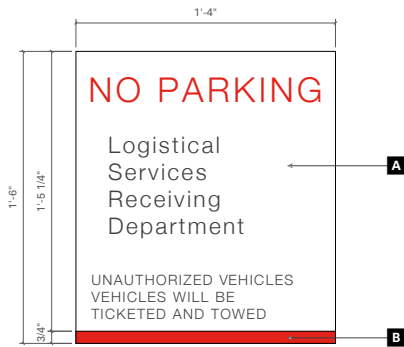 1'-4"
NO PARKING
Logistical
Services
Receiving
Department
UNAUTHORIZED VEHICLES
VEHICLES WILL BE
TICKETED AND TOWED
1'-6"
1'-5 1/4"
3/4"
A
B